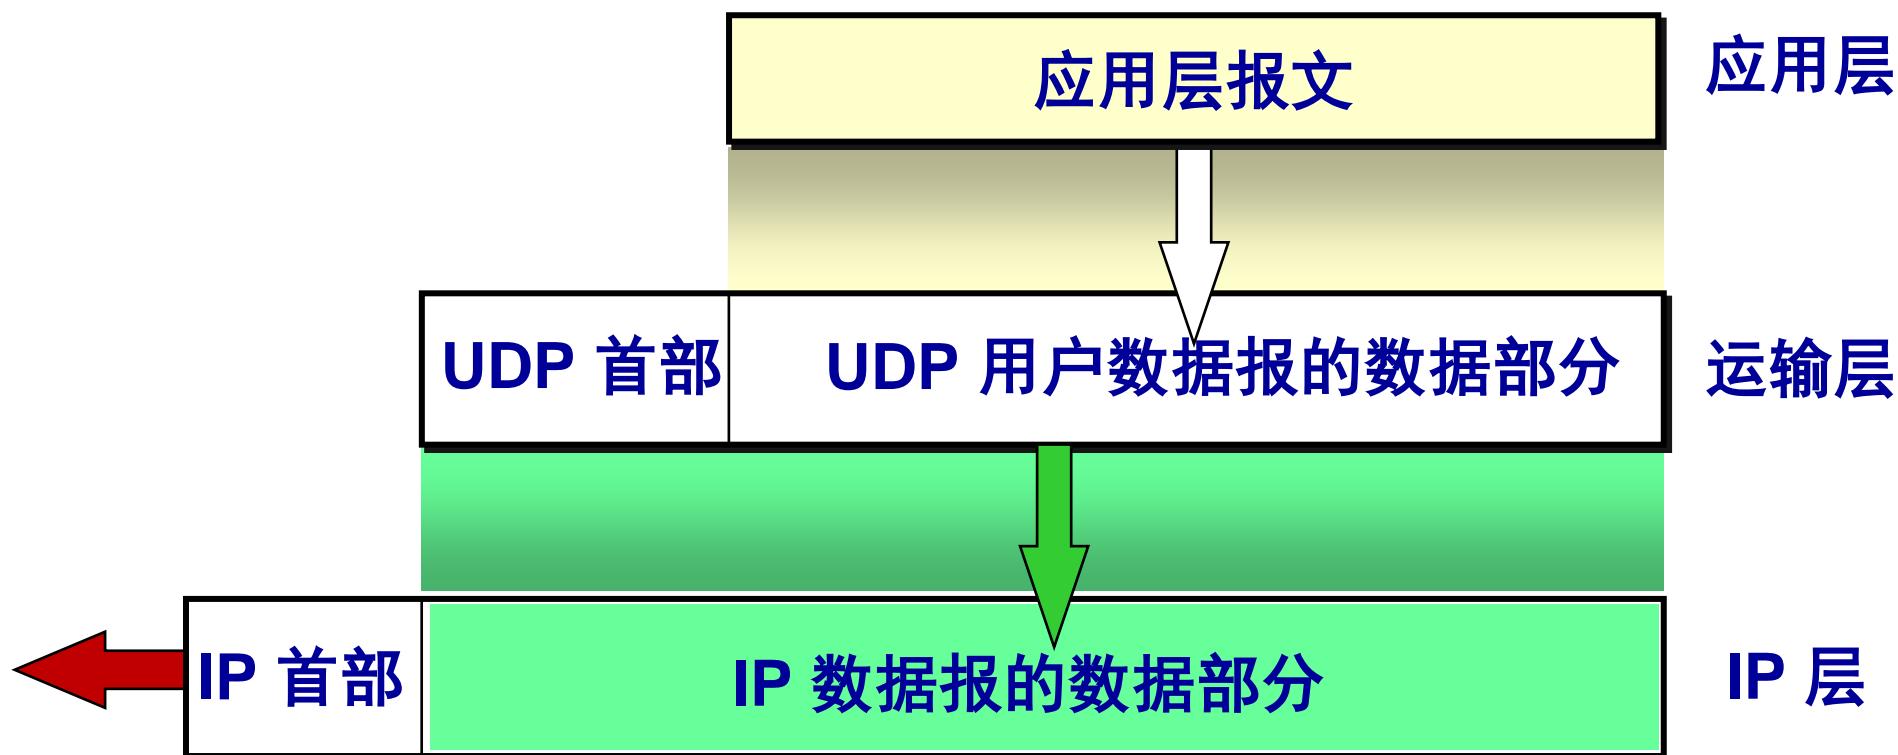 应用层报文
应用层
UDP 首部
UDP 用户数据报的数据部分
运输层
IP 首部
IP 数据报的数据部分
IP 层